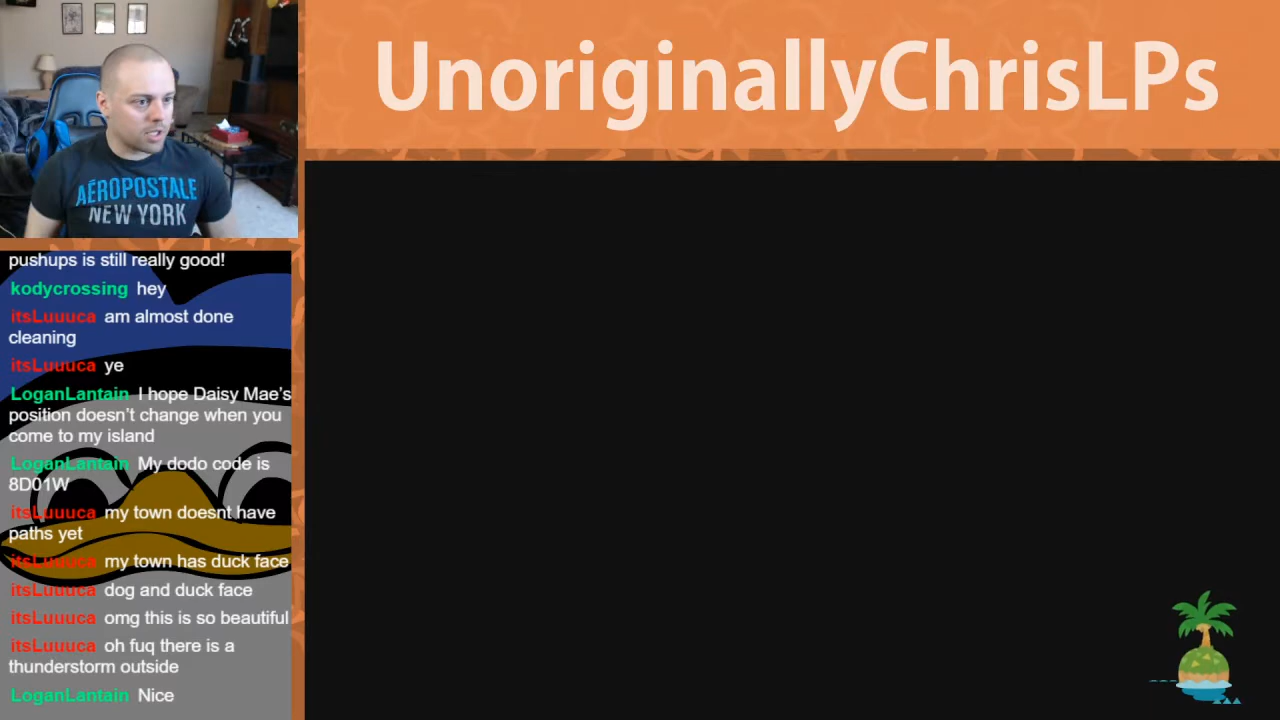 UnoriginallyChrisLPs
AÉROPOSTALE
NEW YORK
pushups is still really good!
kodycrossing hey
itsLuuuca am almost done
cleaning
itsLuuuca ye
LoganLantain I hope Daisy Mae's
position doesn't change when you
come to my island
LoganLantain My dodo code is
8D01W
itsLuuuca my town doesnt have
paths yet
itsLuuuca my town has duck face
itsLuuuca dog and duck face
itsLuuuca omg this is so beautiful
itsLuuuca oh fuq there is a
thunderstorm outside
LoganLantain Nice